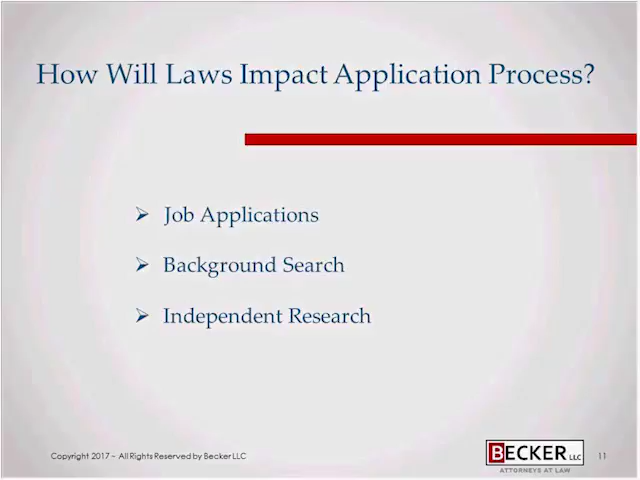 How Will Laws Impact Application Process?
Job Applications
Background Search
Independent Research
Copyright 2017 – All Rights Reserved by Becker LLC
BECKER LLC
ATTORNEYS AT LAW
11